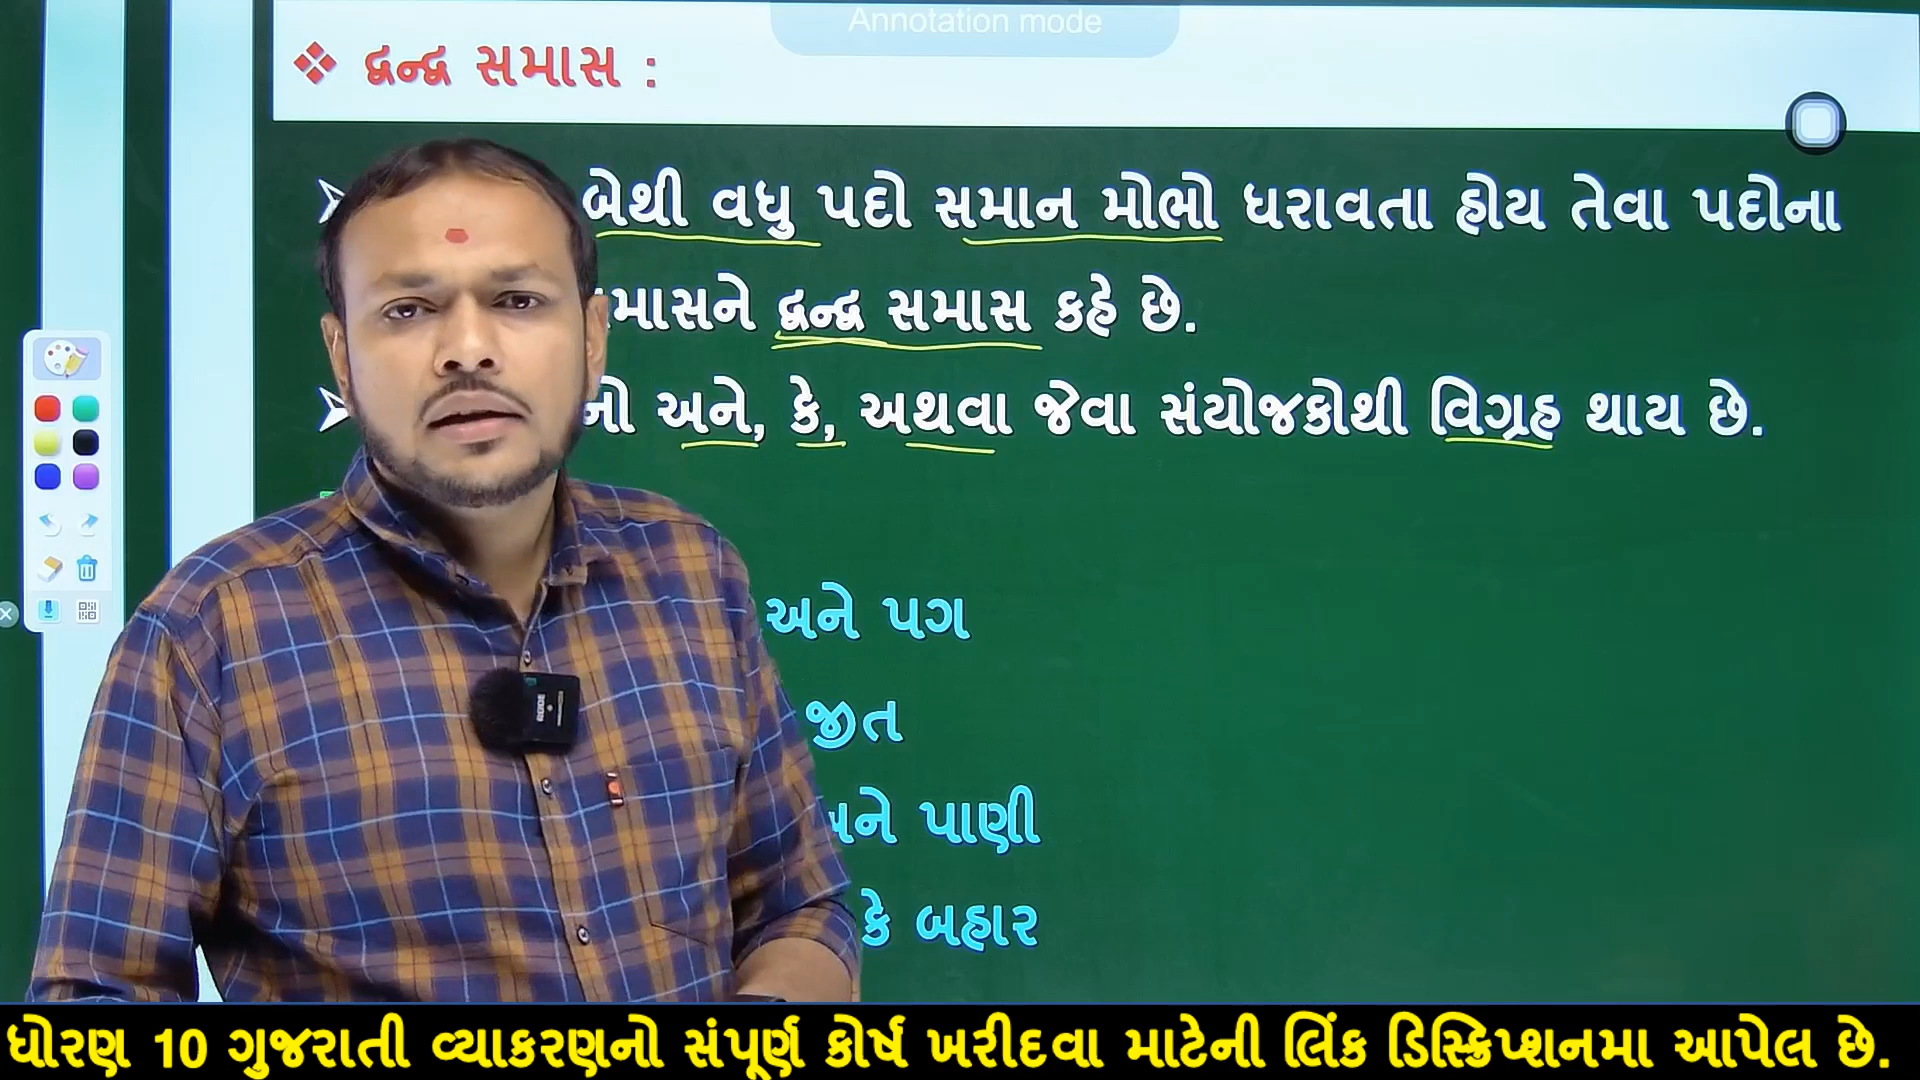 Annotation mode
❖ દ્વન્દ્વ સમાસ :
બેથી વધુ પદો સમાન મોભો ધરાવતા હોય તેવા પદોના
દ્વન્દ્વ સમાસ કહે છે.
અને, કે, અથવા જેવા સંયોજકોથી વિગ્રહ થાય છે.
અને પગ
જીત
પાણી
કે બહાર
ધોરણ 10 ગુજરાતી વ્યાકરણનો સંપૂર્ણ કોર્ષ ખરીદવા માટેની લિંક ડિસ્ક્રિપ્શનમા આપેલ છે.